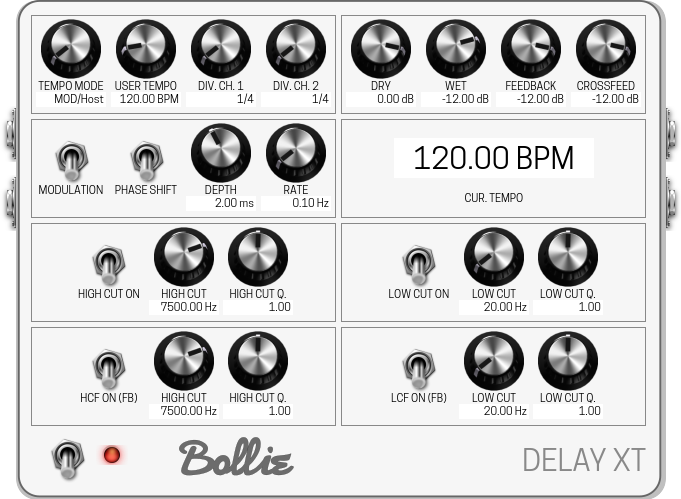 TEMPO MODE USER TEMPO DIV. CH. 1 DIV. CH. 2 DRY WET FEEDBACK CROSSFEED
MOD/Host 120.00 BPM 1/4 1/4 0.00 dB -12.00 dB -12.00 dB -12.00 dB
120.00 BPM
MODULATION PHASE SHIFT DEPTH RATE CUR. TEMPO
2.00 ms 0.10 Hz
HIGH CUT ON HIGH CUT HIGH CUT Q. LOW CUT ON LOW CUT LOW CUT Q.
7500.00 Hz 1.00 20.00 Hz 1.00
HCF ON (FB) HIGH CUT HIGH CUT Q. LCF ON (FB) LOW CUT LOW CUT Q.
7500.00 Hz 1.00 20.00 Hz 1.00
Bollie DELAY XT